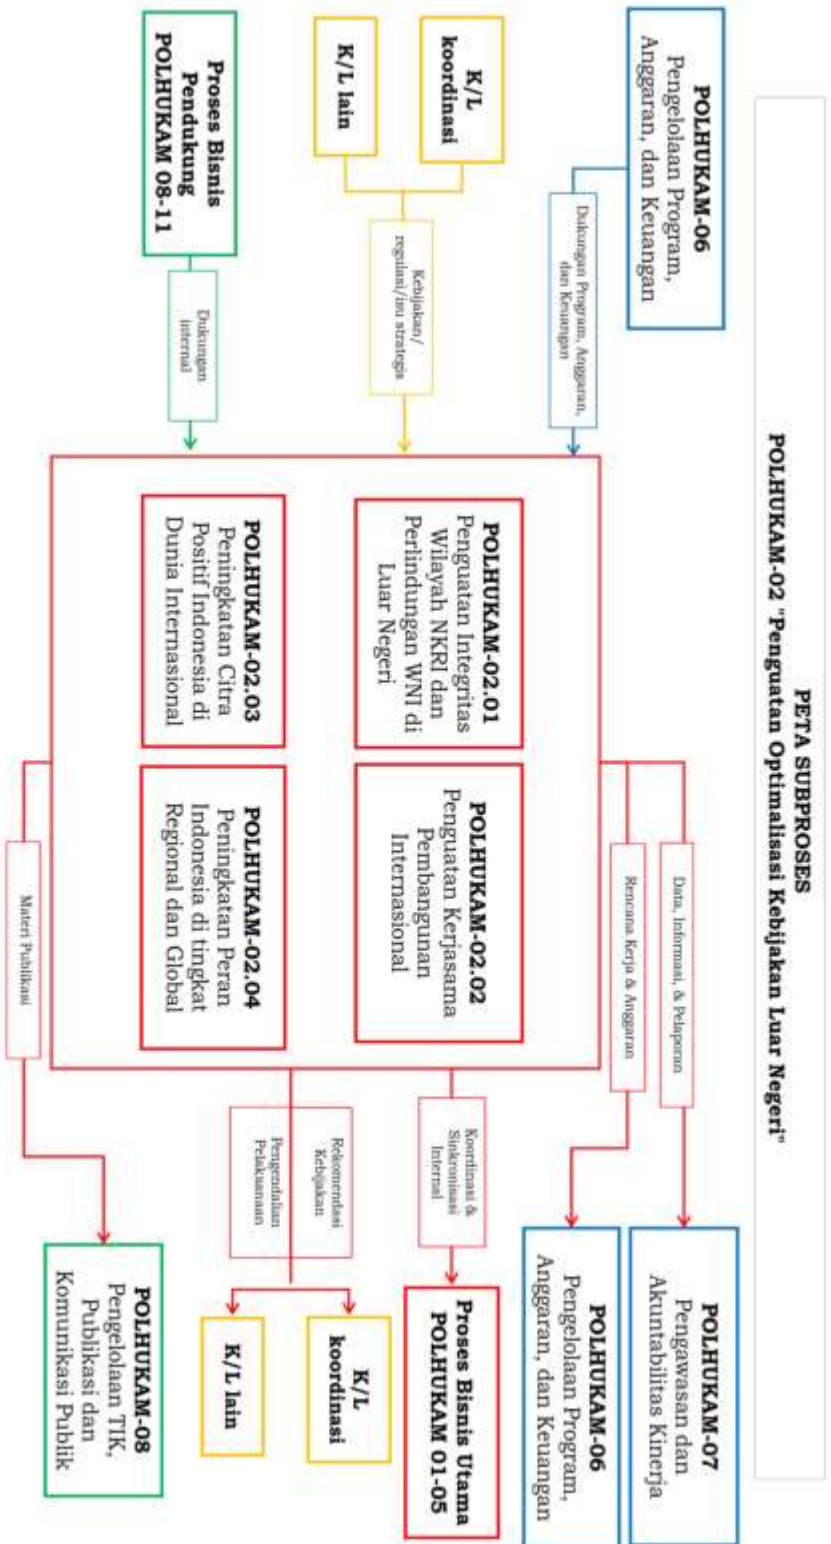 PETA SUBPROSES
POLHUKAM-02 "Penguatan Optimalisasi Kebijakan Luar Negeri"
POLHUKAM-06
Pengelolaan Program,
Anggaran, dan Keuangan
Dukungan Program, Anggaran,
dan Keuangan
K/L
koordinasi
K/L lain
Kebijakan/
regulasi/isu strategis
Proses Bisnis
Pendukung
POLHUKAM 08-11
Dukungan
internal
POLHUKAM-02.01
Penguatan Integritas
Wilayah NKRI dan
Perlindungan WNI di
Luar Negeri
POLHUKAM-02.02
Penguatan Kerjasama
Pembangunan
Internasional
POLHUKAM-02.03
Peningkatan Citra
Positif Indonesia di
Dunia Internasional
POLHUKAM-02.04
Peningkatan Peran
Indonesia di tingkat
Regional dan Global
Data, Informasi, & Pelaporan
Rencana Kerja & Anggaran
Koordinasi &
Sinkronisasi
Internal
Rekomendasi
Kebijakan
Pengendalian
Pelaksanaan
Materi Publikasi
POLHUKAM-07
Pengawasan dan
Akuntabilitas Kinerja
POLHUKAM-06
Pengelolaan Program,
Anggaran, dan Keuangan
Proses Bisnis Utama
POLHUKAM 01-05
K/L
koordinasi
K/L lain
POLHUKAM-08
Pengelolaan TIK,
Publikasi dan
Komunikasi Publik